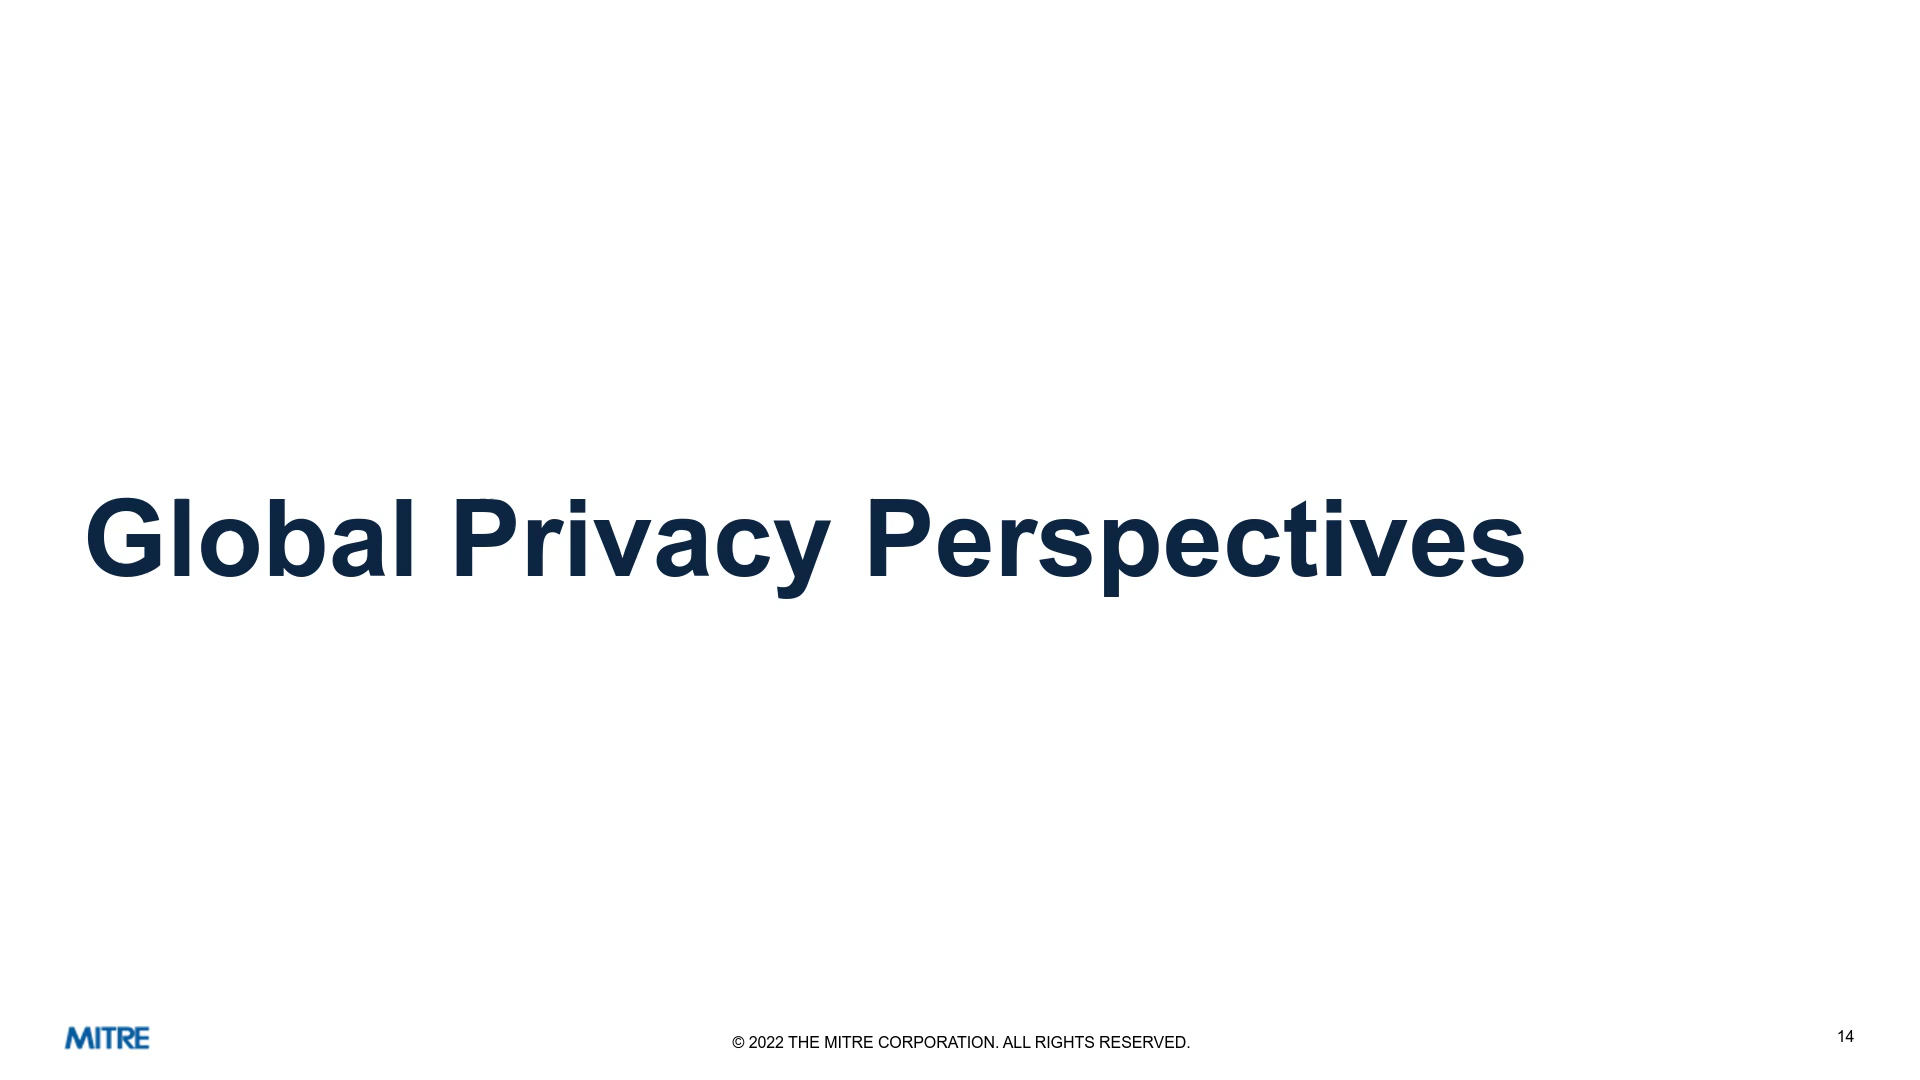 Global Privacy Perspectives
MITRE
© 2022 THE MITRE CORPORATION. ALL RIGHTS RESERVED.
14